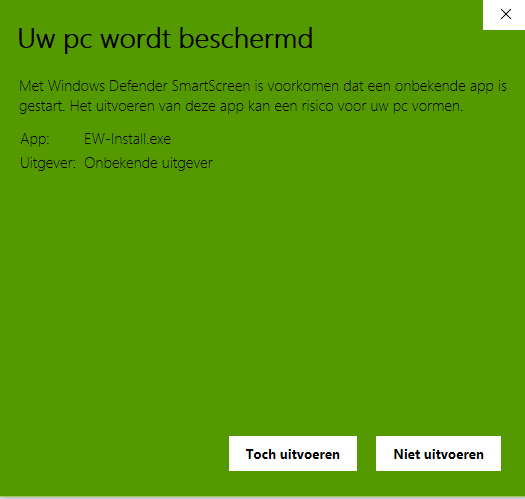 Uw pc wordt beschermd
Met Windows Defender SmartScreen is voorkomen dat een onbekende app is
gestart. Het uitvoeren van deze app kan een risico voor uw pc vormen.
App: EW-Install.exe
Uitgever: Onbekende uitgever
Toch uitvoeren Niet uitvoeren